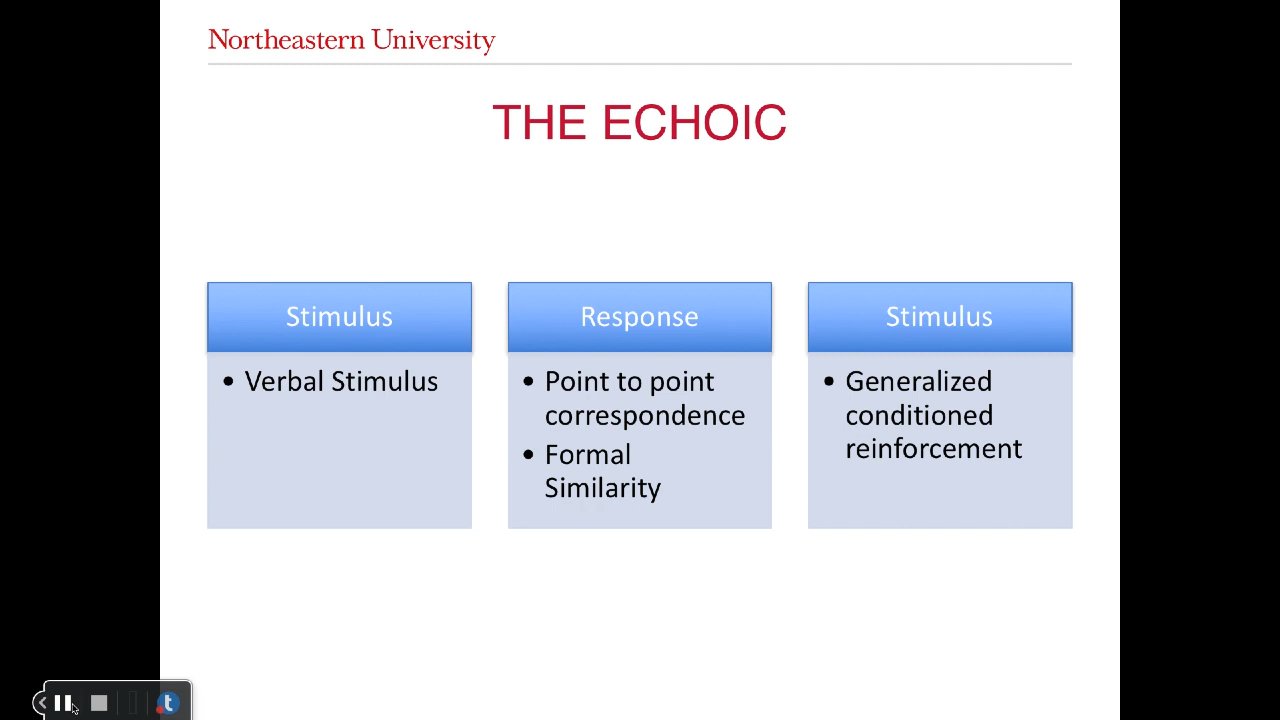 Northeastern University
THE ECHOIC
Stimulus
• Verbal Stimulus
Response
• Point to point
correspondence
• Formal
Similarity
Stimulus
• Generalized
conditioned
reinforcement
t